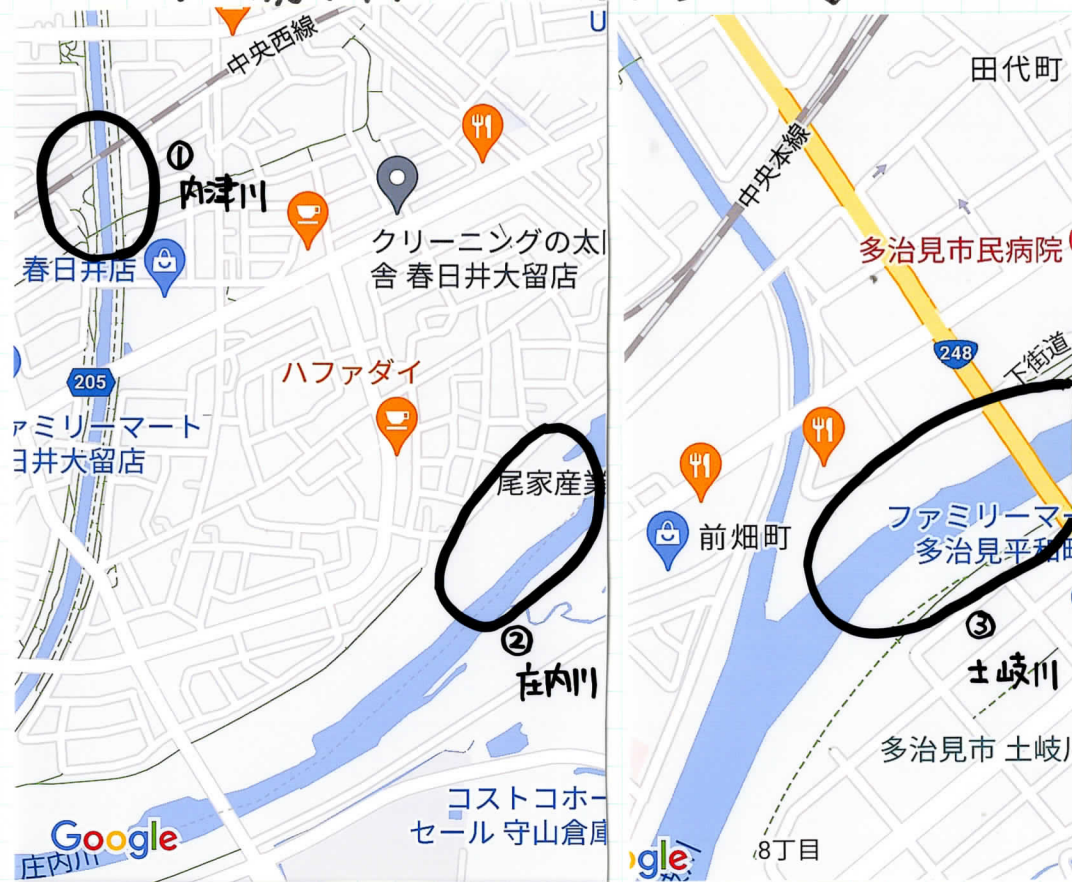 中央西線
①
内津川
春日井店
クリーニングの太
舎 春日井大留店
205
ハファダイ
ァミリーマート
日井大留店
尾家産業
②
庄内川
コストコホー
セール 守山倉庫
Google
庄内川
田代町
中央本線
多治見市民病院
248
下街道
前畑町
ファミリーマー
多治見平和町
③
土岐川
多治見市 土岐川
8丁目
gle